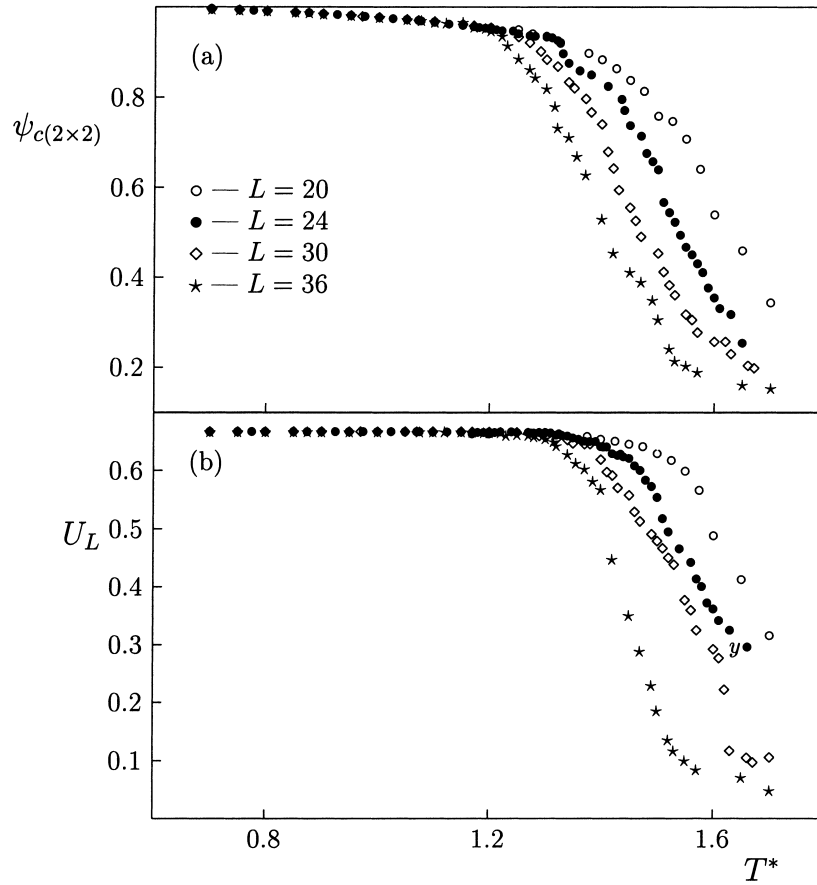 (a)
0.8
ψc(2×2)
0.6
○ — L = 20
● — L = 24
◇ — L = 30
★ — L = 36
0.4
0.2
(b)
0.6
UL
0.5
0.4
0.3
y
0.2
0.1
0.8
1.2
1.6
T*